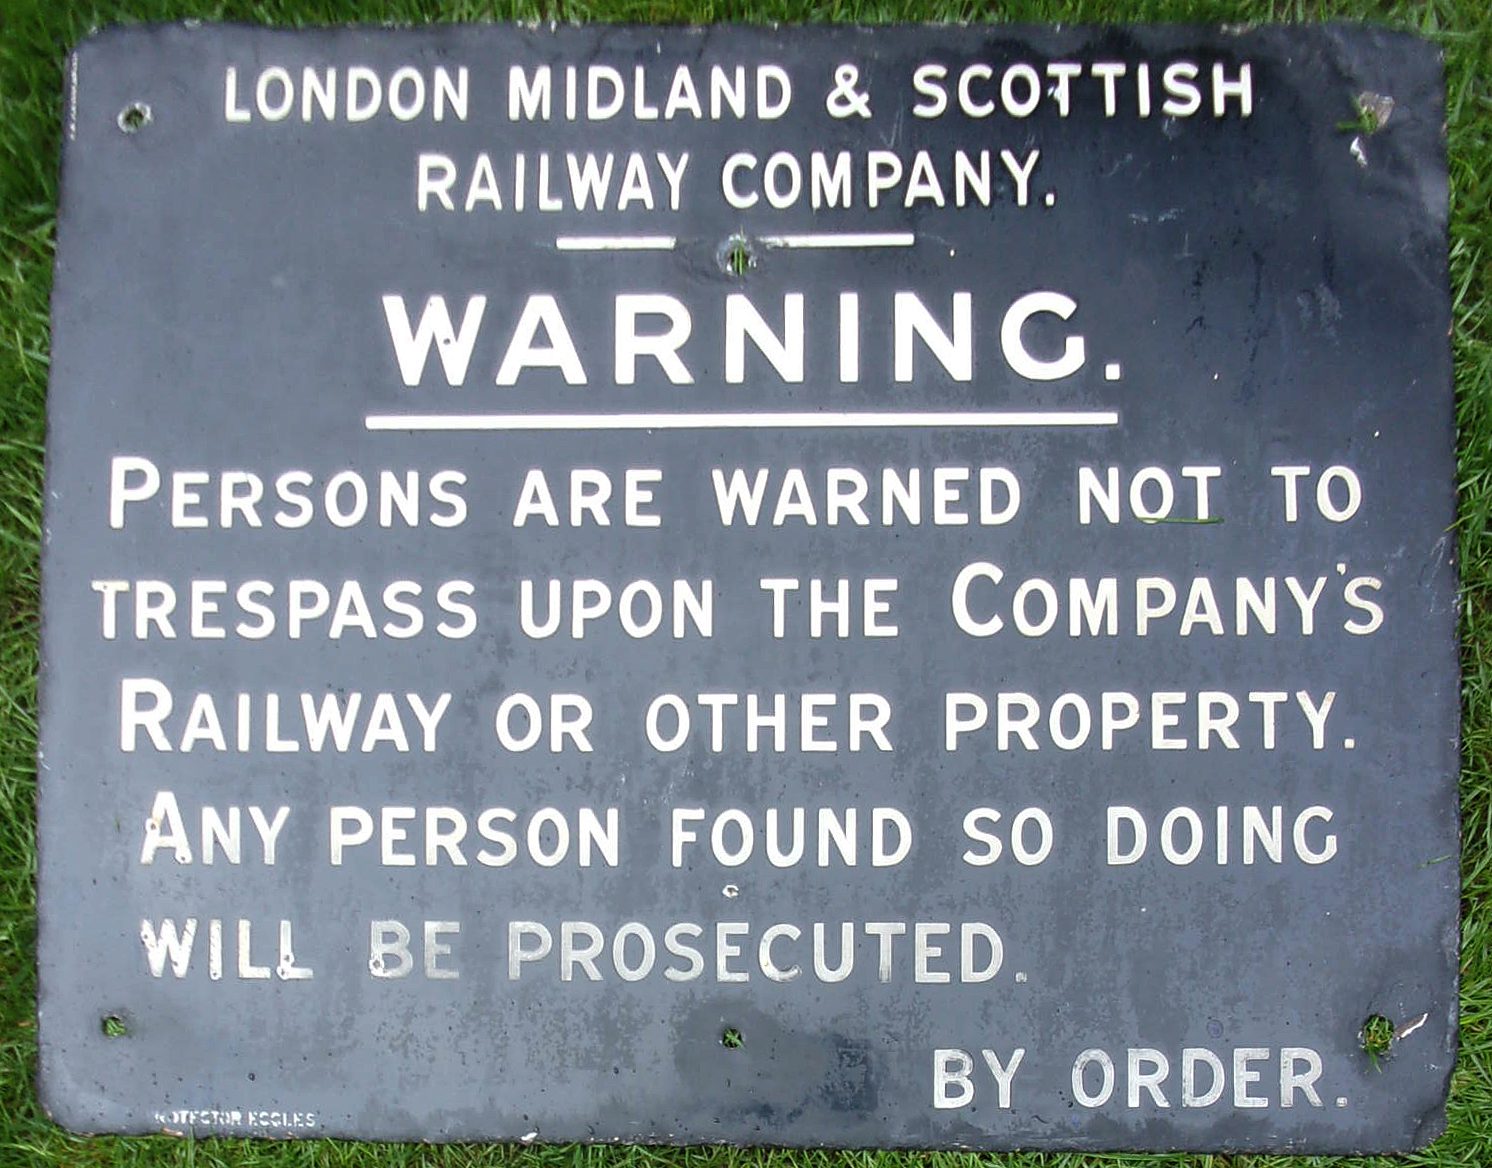 LONDON MIDLAND & SCOTTISH
RAILWAY COMPANY.
WARNING.
PERSONS ARE WARNED NOT TO
TRESPASS UPON THE COMPANY'S
RAILWAY OR OTHER PROPERTY.
ANY PERSON FOUND SO DOING
WILL BE PROSECUTED.
BY ORDER.
ECCLES